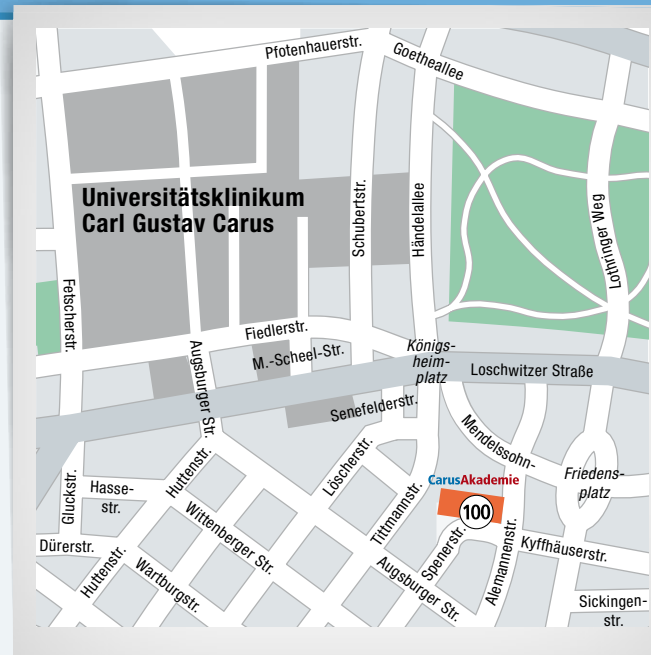 Pfotenhauerstr.
Goetheallee
Universitätsklinikum
Carl Gustav Carus
Schubertstr.
Händelallee
Lothringer Weg
Fetscherstr.
Fiedlerstr.
M.-Scheel-Str.
Augsburger Str.
Königs-
heim-
platz
Loschwitzer Straße
Senefelderstr.
Mendelssohn-
Löscherstr.
Huttenstr.
Gluckstr.
Hasse-
str.
CarusAkademie
100
Friedens-
platz
Tittmannstr.
Wittenberger Str.
Dürerstr.
Huttenstr.
Wartburgstr.
Augsburger Str.
Spenerstr.
Alemannenstr.
Kyffhäuserstr.
Sickingen-
str.